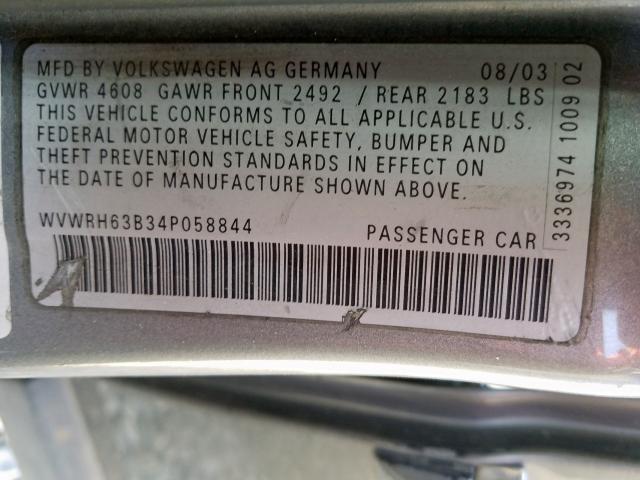 MFD BY VOLKSWAGEN AG GERMANY 08/03
GVWR 4608 GAWR FRONT 2492 / REAR 2183 LBS
THIS VEHICLE CONFORMS TO ALL APPLICABLE U.S.
FEDERAL MOTOR VEHICLE SAFETY, BUMPER AND
THEFT PREVENTION STANDARDS IN EFFECT ON
THE DATE OF MANUFACTURE SHOWN ABOVE.
WVWRH63B34P058844 PASSENGER CAR
3336974 1009 02